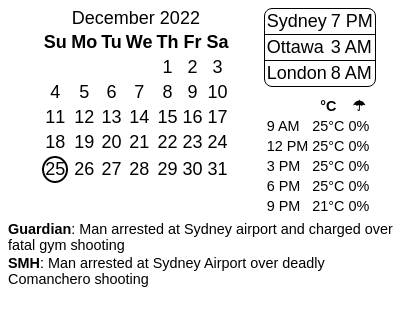 December 2022
Su Mo Tu We Th Fr Sa
1 2 3
4 5 6 7 8 9 10
11 12 13 14 15 16 17
18 19 20 21 22 23 24
25 26 27 28 29 30 31
Sydney 7 PM
Ottawa 3 AM
London 8 AM
°C ☂
9 AM 25°C 0%
12 PM 25°C 0%
3 PM 25°C 0%
6 PM 25°C 0%
9 PM 21°C 0%
Guardian: Man arrested at Sydney airport and charged over
fatal gym shooting
SMH: Man arrested at Sydney Airport over deadly
Comanchero shooting